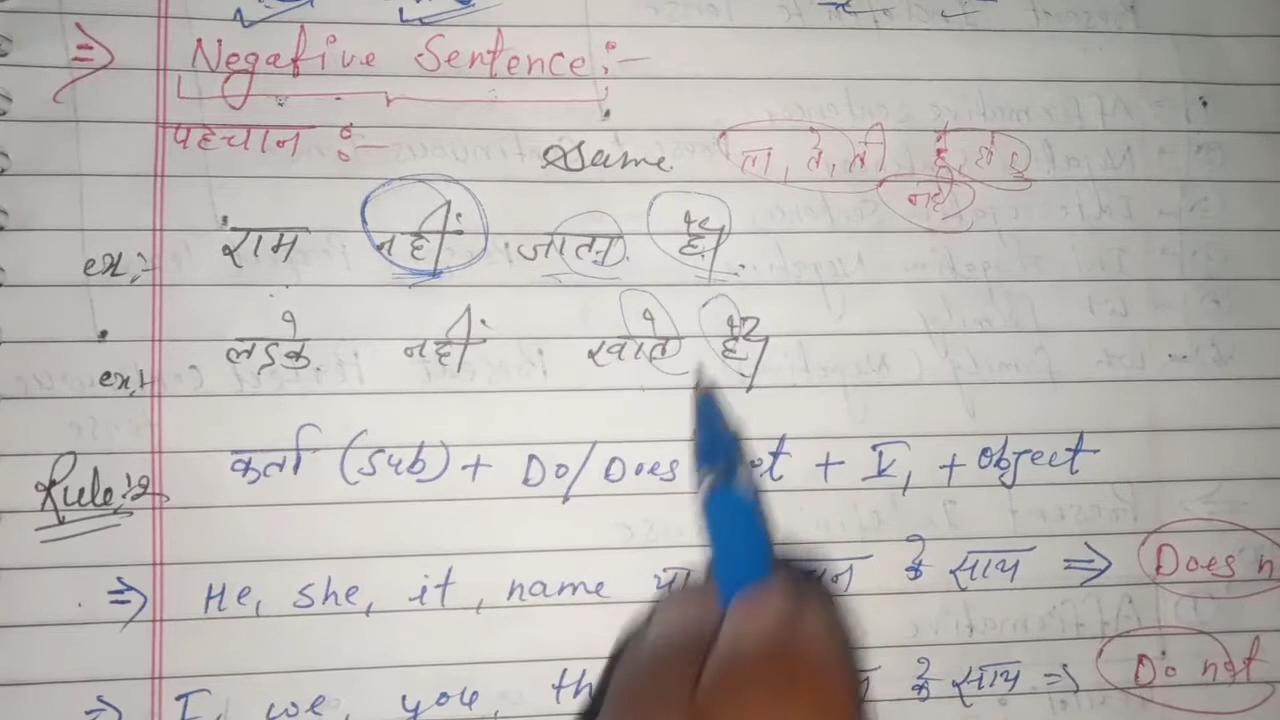 ⇒ Negative Sentence :-
पहचान :- Same ता, ते, ती है, हो
नहीं
ex:- राम नहीं जाता है।
ex:- लड़के नहीं खाते हैं।
Rule:2 कर्ता (Sub) + Do/Does + V1 + object
⇒ He, she, it, name के साथ ⇒ Does n
⇒ I, we, you, के साथ ⇒ Do not